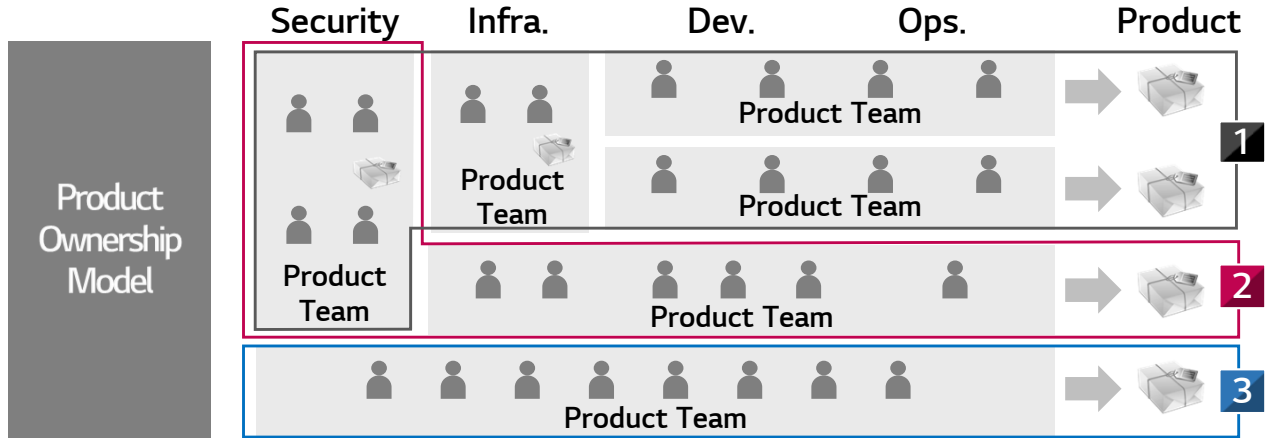 Security Infra. Dev. Ops. Product
Product
Ownership
Model
Product
Team
Product
Team
Product Team
Product Team
1
Product Team
2
Product Team
3